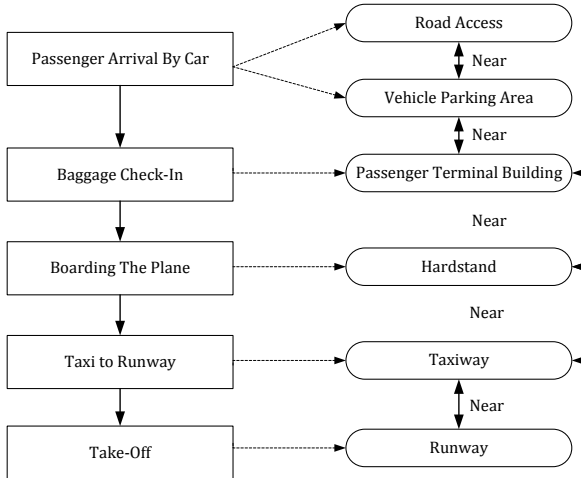 Road Access
Passenger Arrival By Car
Near
Vehicle Parking Area
Near
Baggage Check-In
Passenger Terminal Building
Near
Boarding The Plane
Hardstand
Near
Taxi to Runway
Taxiway
Near
Take-Off
Runway